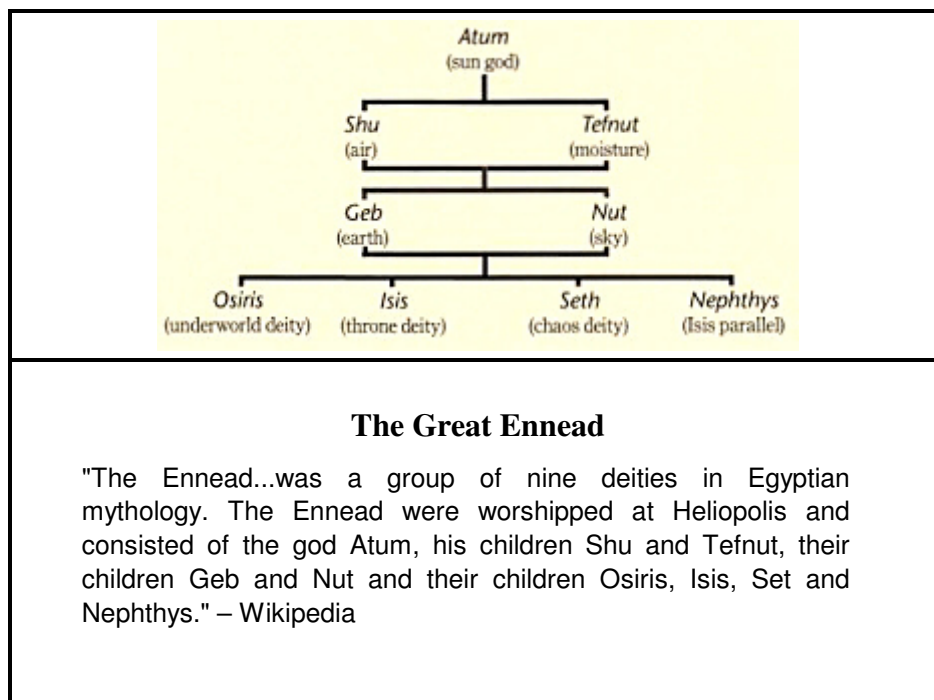 Atum
(sun god)
Shu Tefnut
(air) (moisture)
Geb Nut
(earth) (sky)
Osiris Isis Seth Nephthys
(underworld deity) (throne deity) (chaos deity) (Isis parallel)
The Great Ennead
"The Ennead...was a group of nine deities in Egyptian
mythology. The Ennead were worshipped at Heliopolis and
consisted of the god Atum, his children Shu and Tefnut, their
children Geb and Nut and their children Osiris, Isis, Set and
Nephthys." – Wikipedia